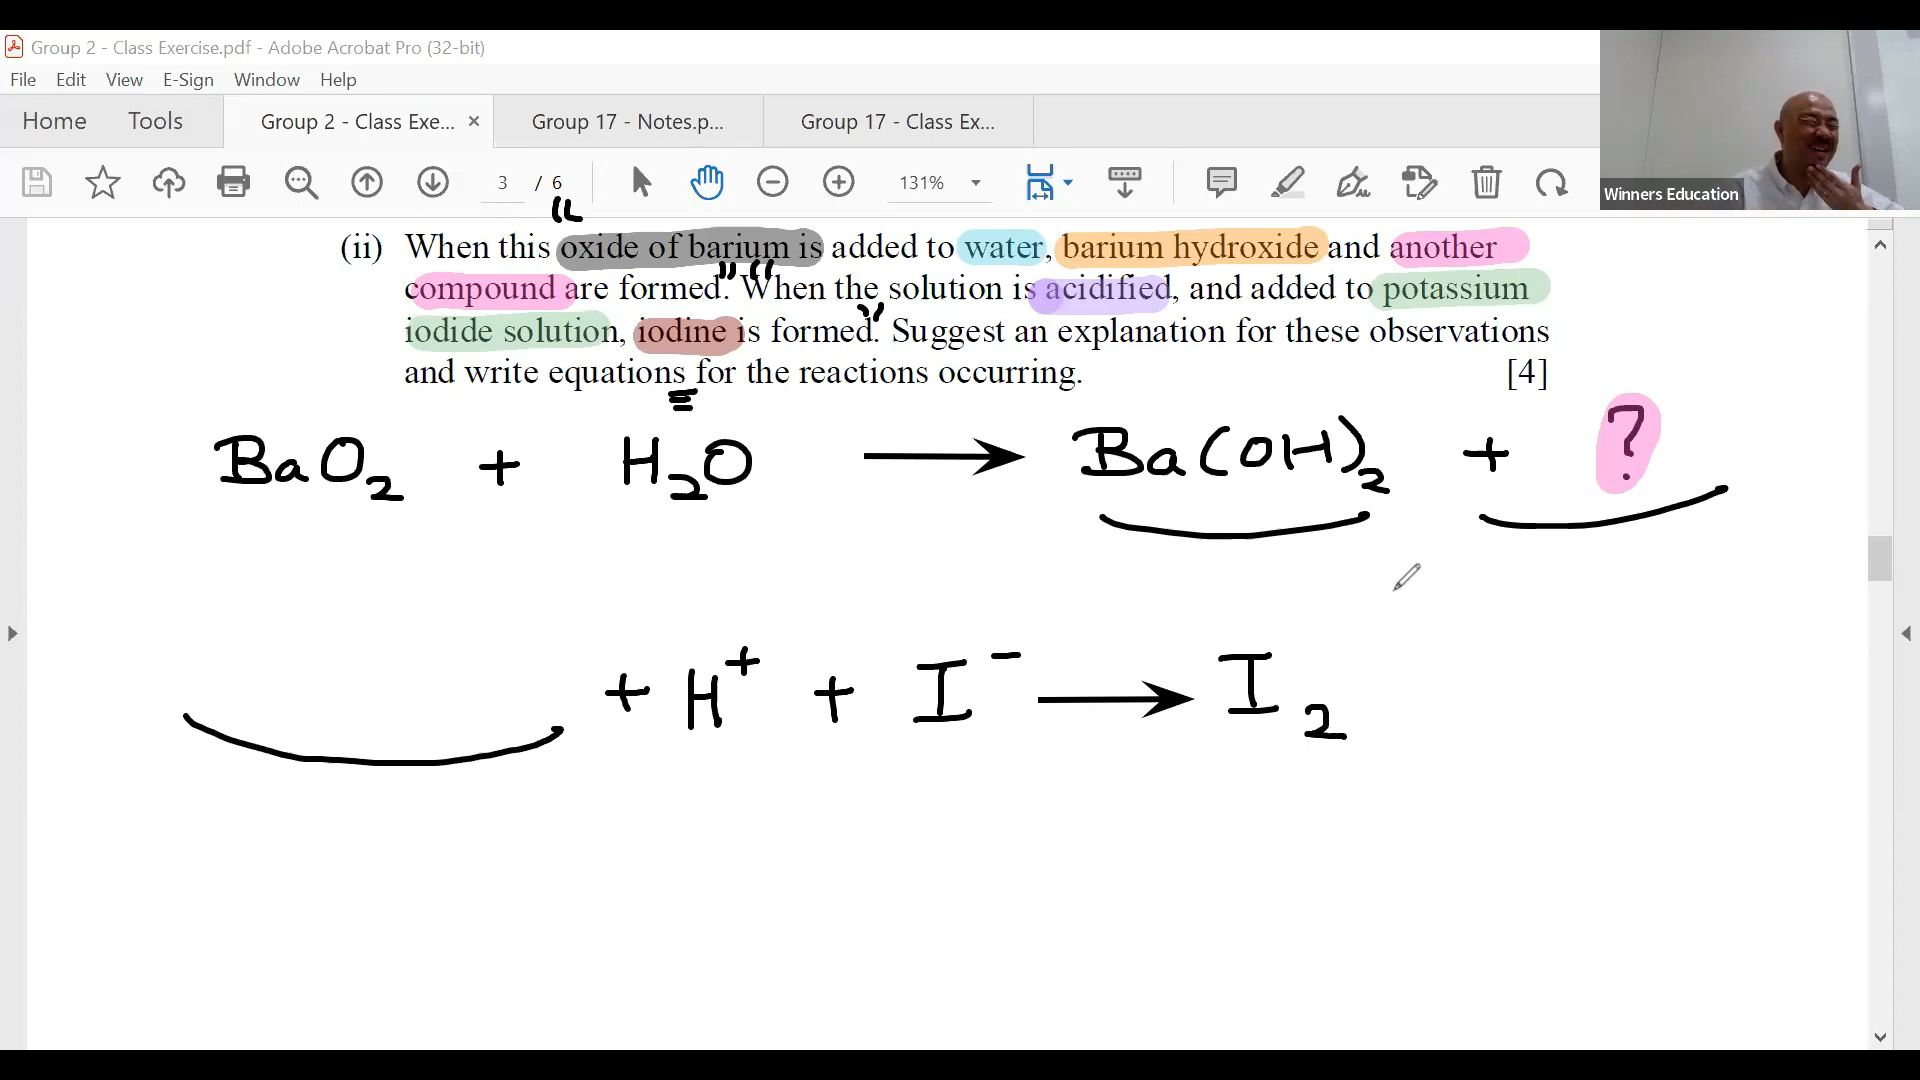 Group 2 - Class Exercise.pdf - Adobe Acrobat Pro (32-bit)
File Edit View E-Sign Window Help
Home Tools Group 2 - Class Exe... × Group 17 - Notes.p... Group 17 - Class Ex...
3 / 6 131%
Winners Education
(ii) When this oxide of barium is added to water, barium hydroxide and another
compound are formed. When the solution is acidified, and added to potassium
iodide solution, iodine is formed. Suggest an explanation for these observations
and write equations for the reactions occurring. [4]
BaO₂ + H₂O → Ba(OH)₂ + ?
+ H⁺ + I⁻ → I₂